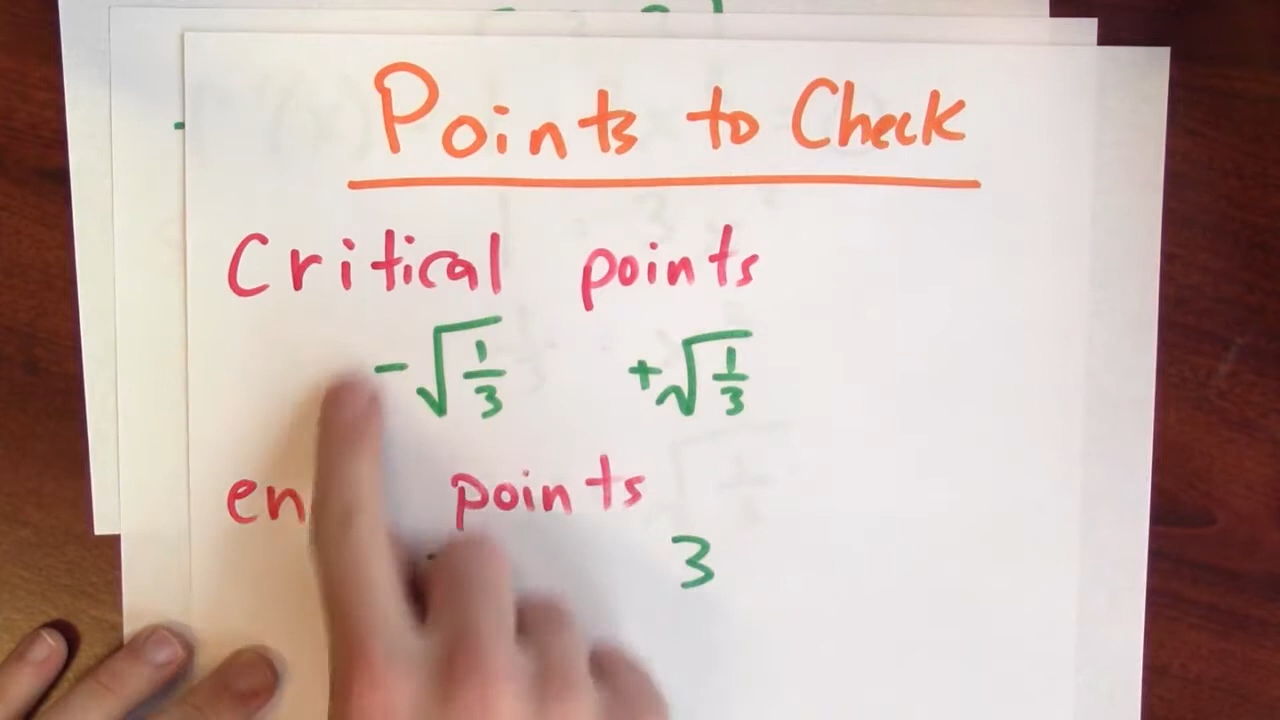 Points to Check
Critical points
-√(1/3) +√(1/3)
points
3